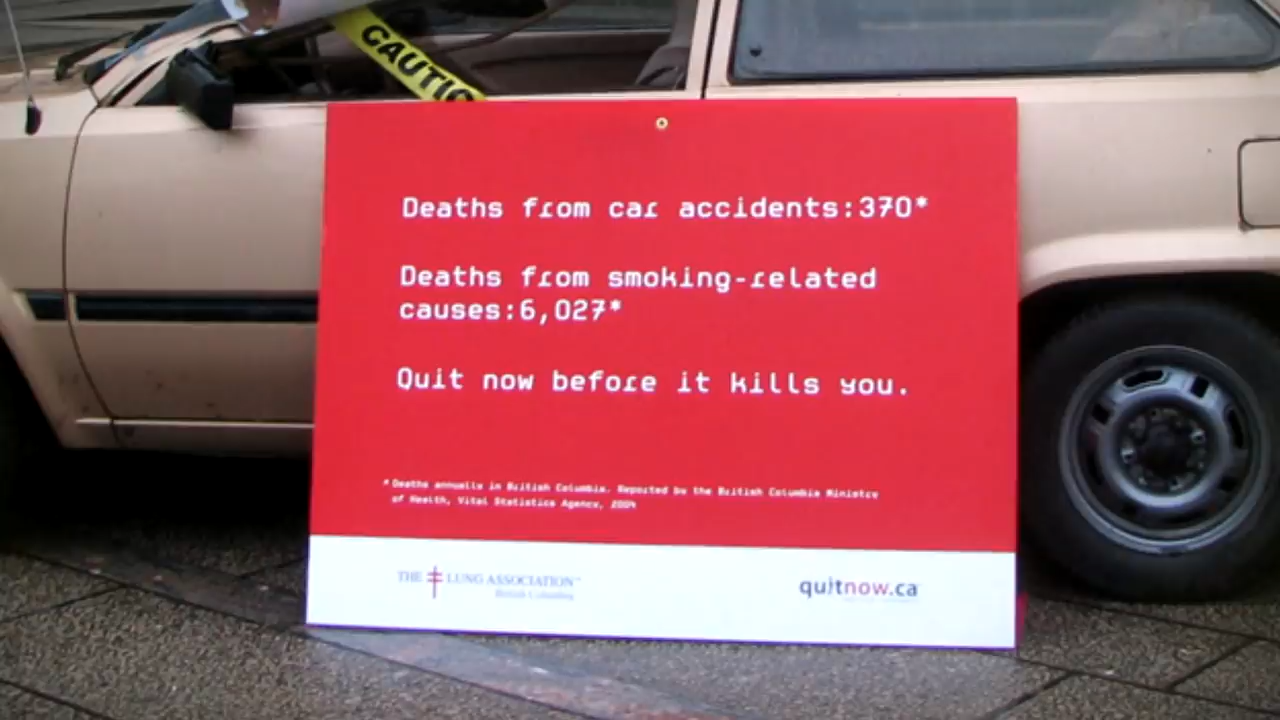 CAUTIO
Deaths from car accidents:370*
Deaths from smoking-related
causes:6,027*
Quit now before it kills you.
* Deaths annually in British Columbia. Reported by the British Columbia Ministry
of Health, Vital Statistics Agency, 2004
THE LUNG ASSOCIATION™
British Columbia
quitnow.ca